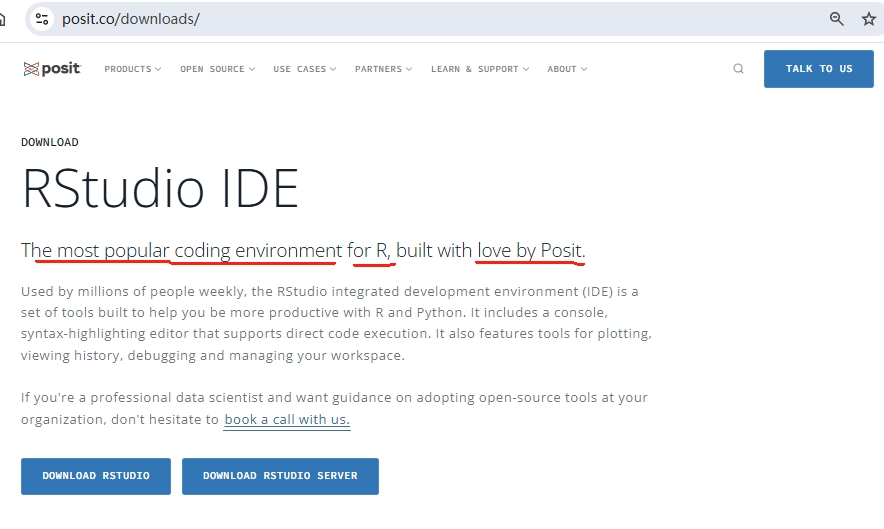 posit.co/downloads/
posit
PRODUCTS OPEN SOURCE USE CASES PARTNERS LEARN & SUPPORT ABOUT TALK TO US
DOWNLOAD
RStudio IDE
The most popular coding environment for R, built with love by Posit.
Used by millions of people weekly, the RStudio integrated development environment (IDE) is a
set of tools built to help you be more productive with R and Python. It includes a console,
syntax-highlighting editor that supports direct code execution. It also features tools for plotting,
viewing history, debugging and managing your workspace.
If you're a professional data scientist and want guidance on adopting open-source tools at your
organization, don't hesitate to book a call with us.
DOWNLOAD RSTUDIO DOWNLOAD RSTUDIO SERVER